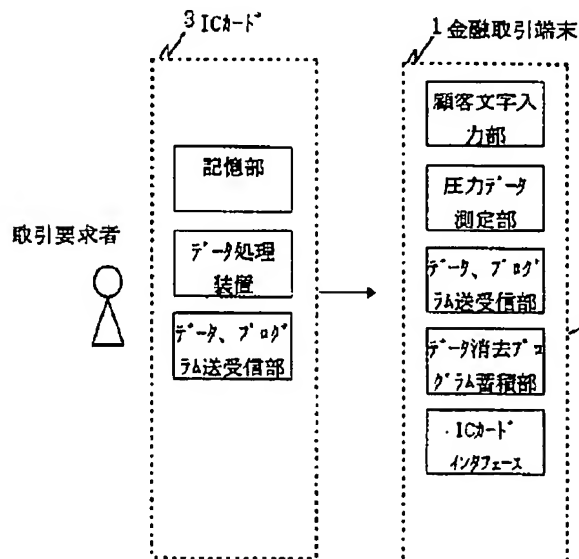 3 ICカード
1 金融取引端末
取引要求者
記憶部
データ処理
装置
データ、プログ
ラム送受信部
顧客文字入
力部
圧力データ
測定部
データ、プログ
ラム送受信部
データ消去プロ
グラム蓄積部
ICカード
インタフェース